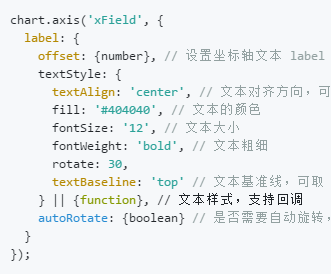 chart.axis('xField', {
  label: {
    offset: {number}, // 设置坐标轴文本 label
    textStyle: {
      textAlign: 'center', // 文本对齐方向，可
      fill: '#404040', // 文本的颜色
      fontSize: '12', // 文本大小
      fontWeight: 'bold', // 文本粗细
      rotate: 30,
      textBaseline: 'top' // 文本基准线，可取
    } || {function}, // 文本样式，支持回调
    autoRotate: {boolean} // 是否需要自动旋转，
  }
});